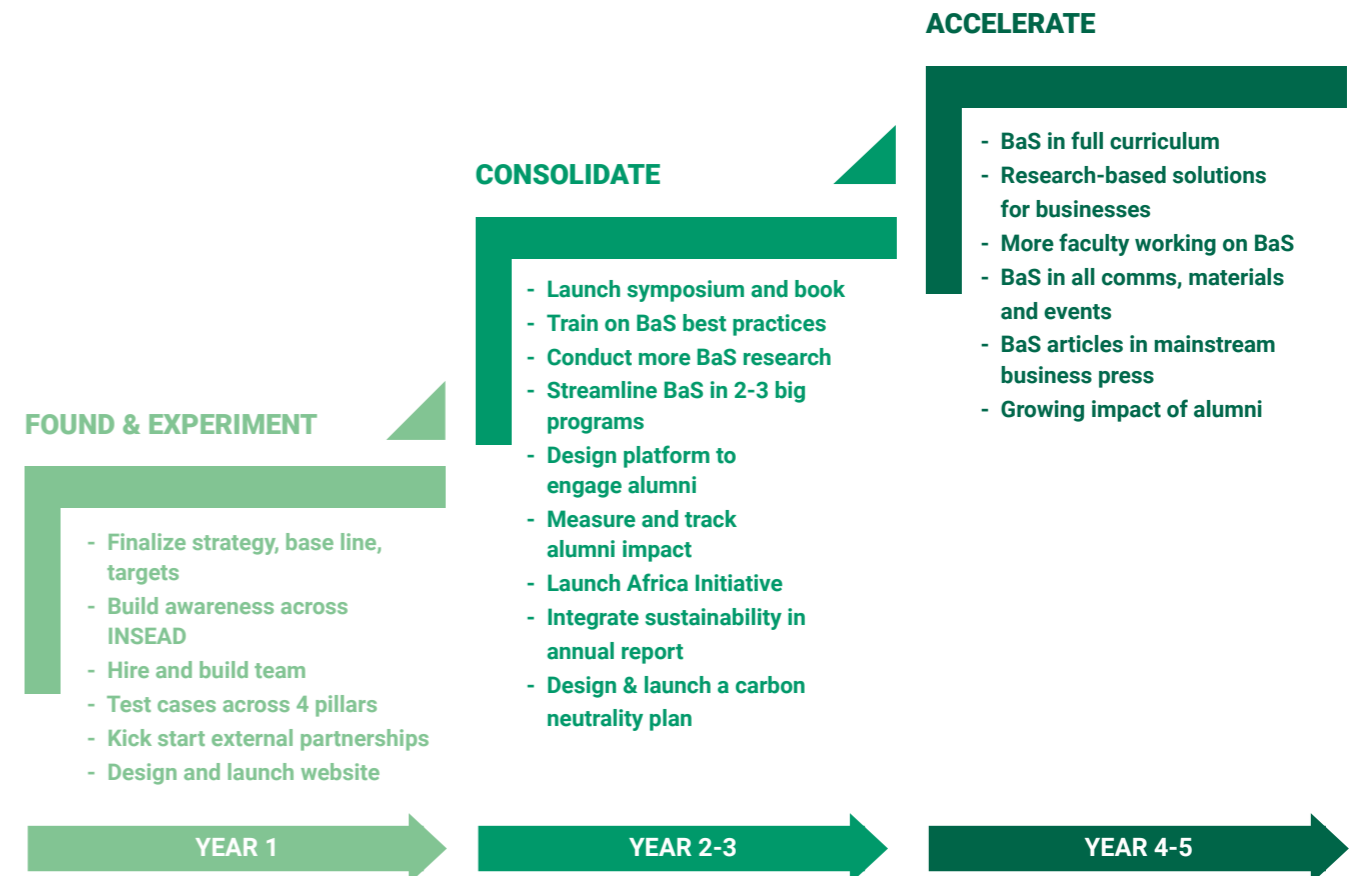 FOUND & EXPERIMENT
- Finalize strategy, base line,
targets
- Build awareness across
INSEAD
- Hire and build team
- Test cases across 4 pillars
- Kick start external partnerships
- Design and launch website
YEAR 1
CONSOLIDATE
- Launch symposium and book
- Train on BaS best practices
- Conduct more BaS research
- Streamline BaS in 2-3 big
programs
- Design platform to
engage alumni
- Measure and track
alumni impact
- Launch Africa Initiative
- Integrate sustainability in
annual report
- Design & launch a carbon
neutrality plan
YEAR 2-3
ACCELERATE
- BaS in full curriculum
- Research-based solutions
for businesses
- More faculty working on BaS
- BaS in all comms, materials
and events
- BaS articles in mainstream
business press
- Growing impact of alumni
YEAR 4-5